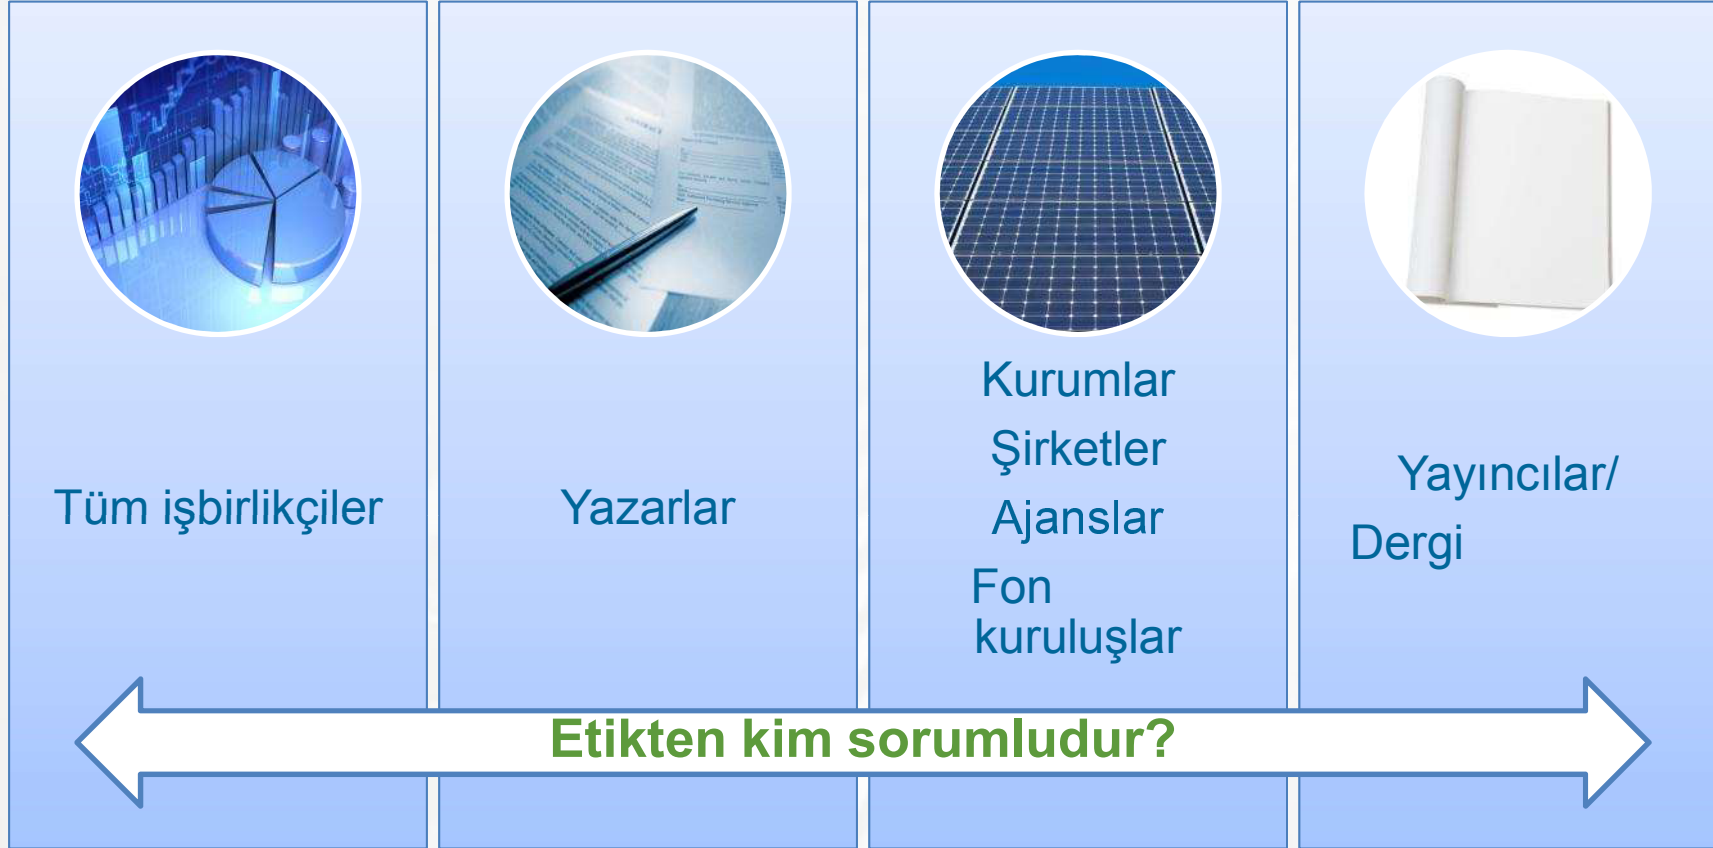 Tüm işbirlikçiler
Yazarlar
Kurumlar
Şirketler
Ajanslar
Fon
kuruluşlar
Yayıncılar/
Dergi
Etikten kim sorumludur?